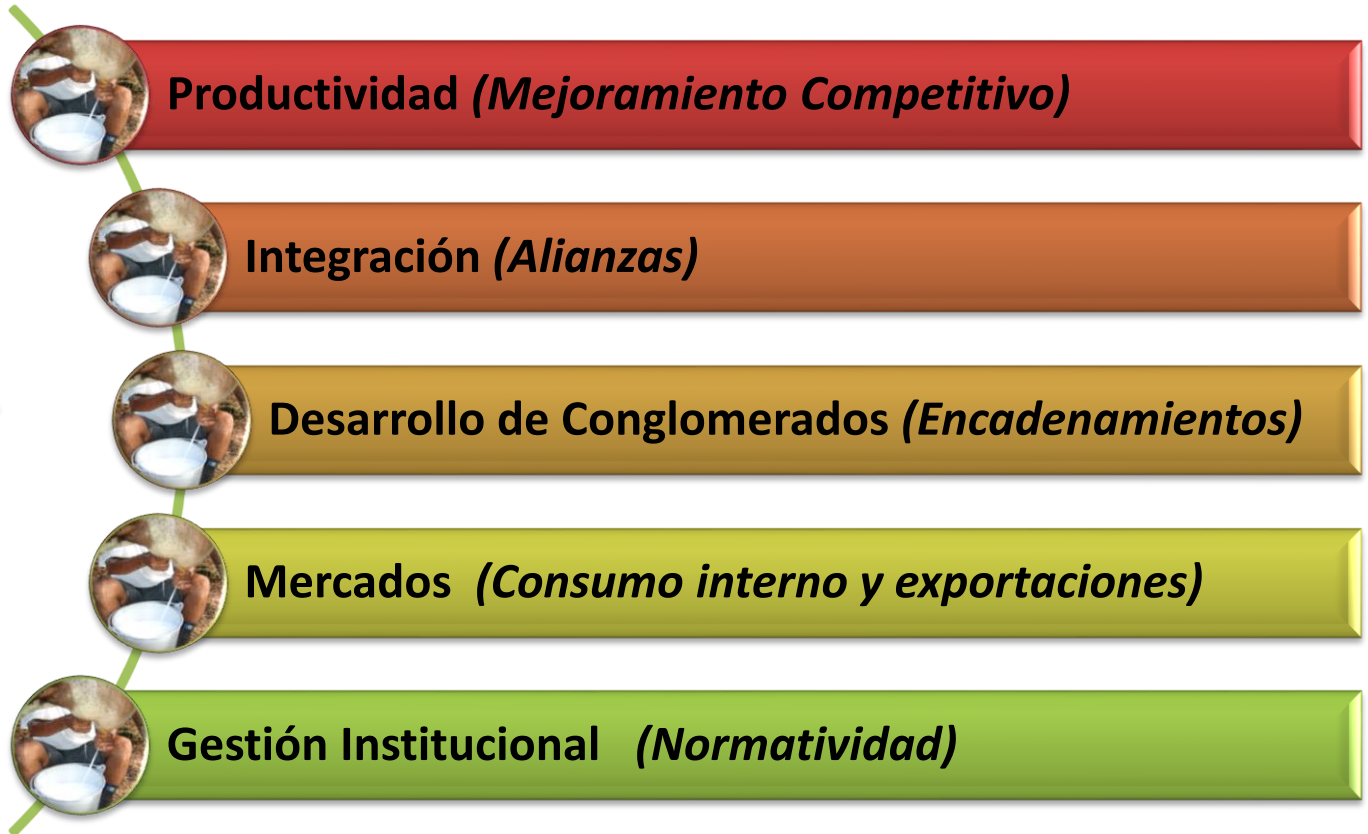 Productividad (Mejoramiento Competitivo)
Integración (Alianzas)
Desarrollo de Conglomerados (Encadenamientos)
Mercados (Consumo interno y exportaciones)
Gestión Institucional (Normatividad)